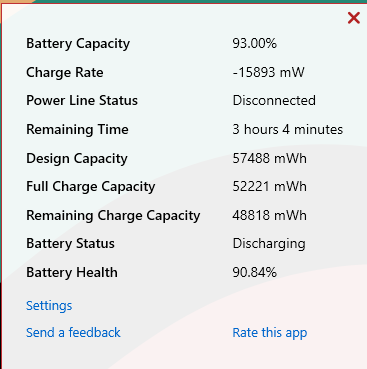 Battery Capacity 93.00%
Charge Rate -15893 mW
Power Line Status Disconnected
Remaining Time 3 hours 4 minutes
Design Capacity 57488 mWh
Full Charge Capacity 52221 mWh
Remaining Charge Capacity 48818 mWh
Battery Status Discharging
Battery Health 90.84%
Settings
Send a feedback Rate this app